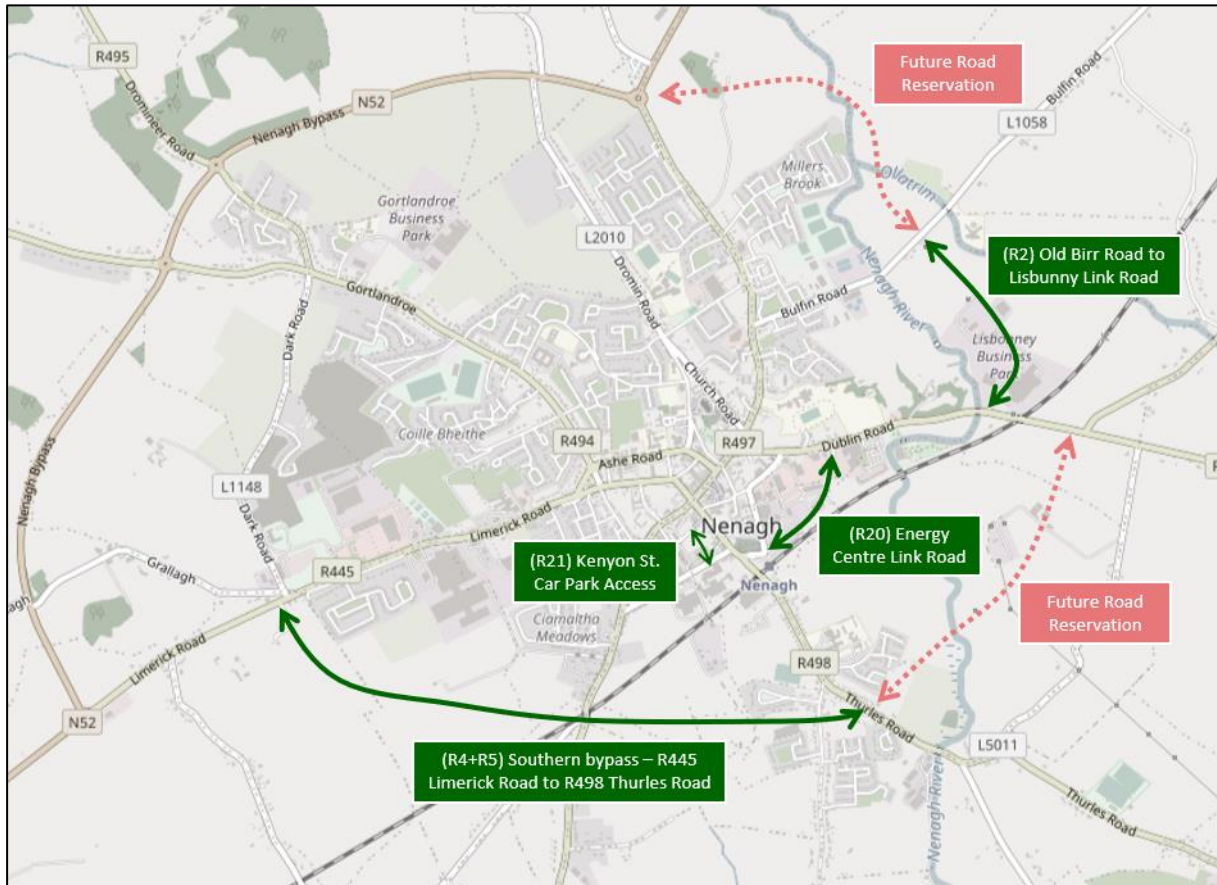 R495
Dromineer Road
Nenagh Bypass
N52
Future Road
Reservation
Bulfin Road
L1058
Millers
Brook
Ollatrim
Gortlandroe
Business
Park
L2010
Dromin Road
(R2) Old Birr Road to
Lisbunny Link Road
Nenagh River
Bulfin Road
Gortlandroe
Dark Road
Lisbonney
Business
Park
Church Road
Coille Bheithe
R494
R497
Dublin Road
Ashe Road
Nenagh Bypass
L1148
Dark Road
Limerick Road
Nenagh
(R20) Energy
Centre Link Road
(R21) Kenyon St.
Car Park Access
Nenagh
Grallagh
R445
agh
Ciamaltha
Meadows
Future Road
Reservation
Limerick Road
R498
N52
Thurles Road
L5011
(R4+R5) Southern bypass – R445
Limerick Road to R498 Thurles Road
Nenagh River
Thurles Road